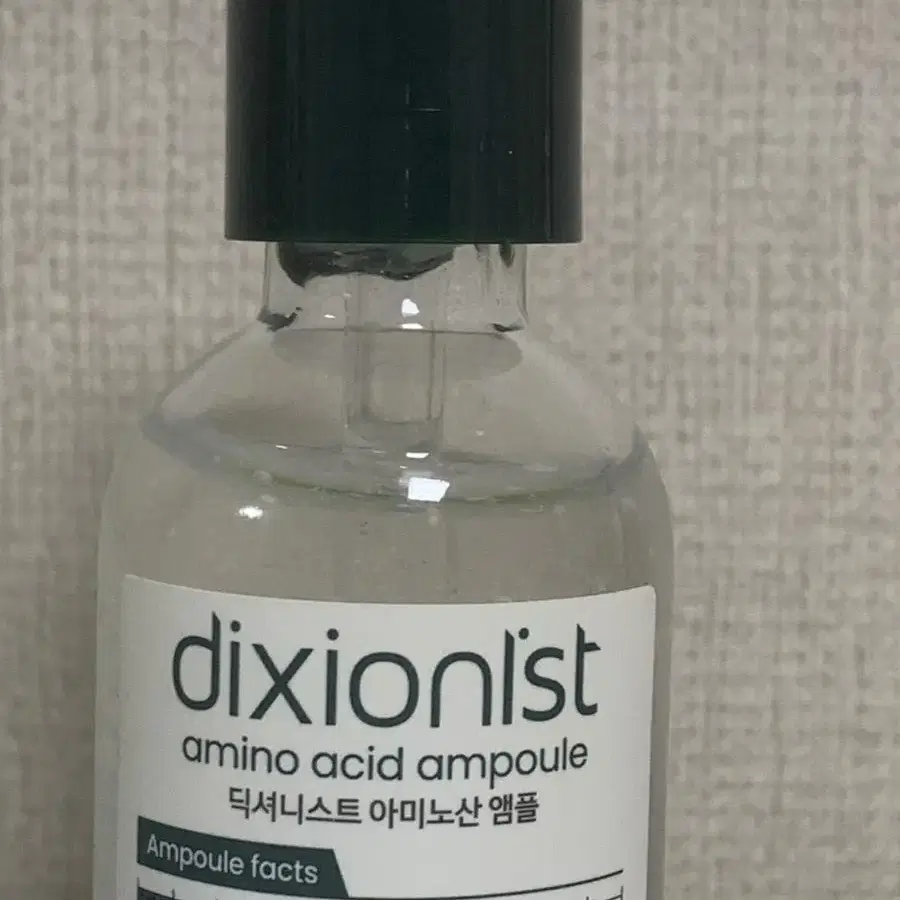 dixionist
amino acid ampoule
딕셔니스트 아미노산 앰플
Ampoule facts